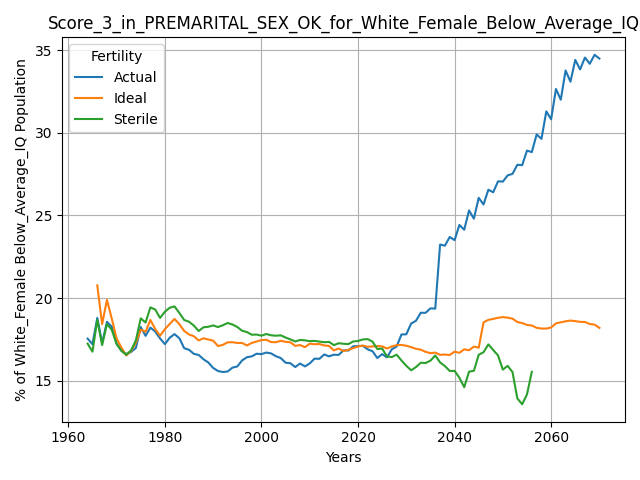 Score_3_in_PREMARITAL_SEX_OK_for_White_Female_Below_Average_IQ
% of White_Female Below_Average_IQ Population
35
30
25
20
15
Fertility
Actual
Ideal
Sterile
1960
1980
2000
2020
2040
2060
Years